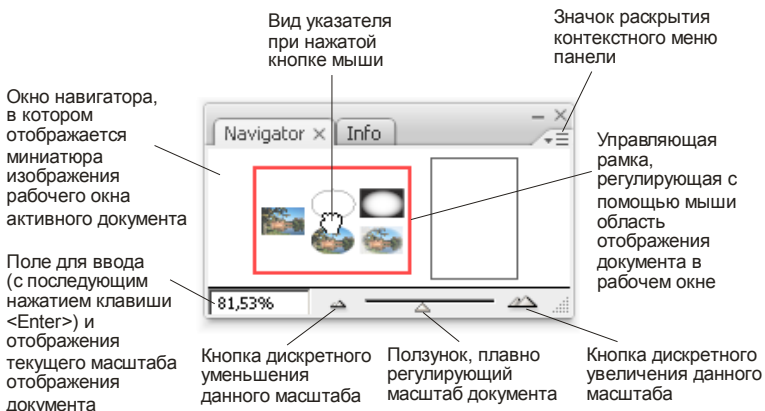 Вид указателя
при нажатой
кнопке мыши
Значок раскрытия
контекстного меню
панели
Окно навигатора,
в котором
отображается
миниатюра
изображения
рабочего окна
активного документа
Navigator × Info
Управляющая
рамка,
регулирующая с
помощью мыши
область
отображения
документа в
рабочем окне
Поле для ввода
(с последующим
нажатием клавиши
<Enter>) и
отображения
текущего масштаба
отображения
документа
81,53%
Кнопка дискретного
уменьшения
данного масштаба
Ползунок, плавно
регулирующий
масштаб документа
Кнопка дискретного
увеличения данного
масштаба